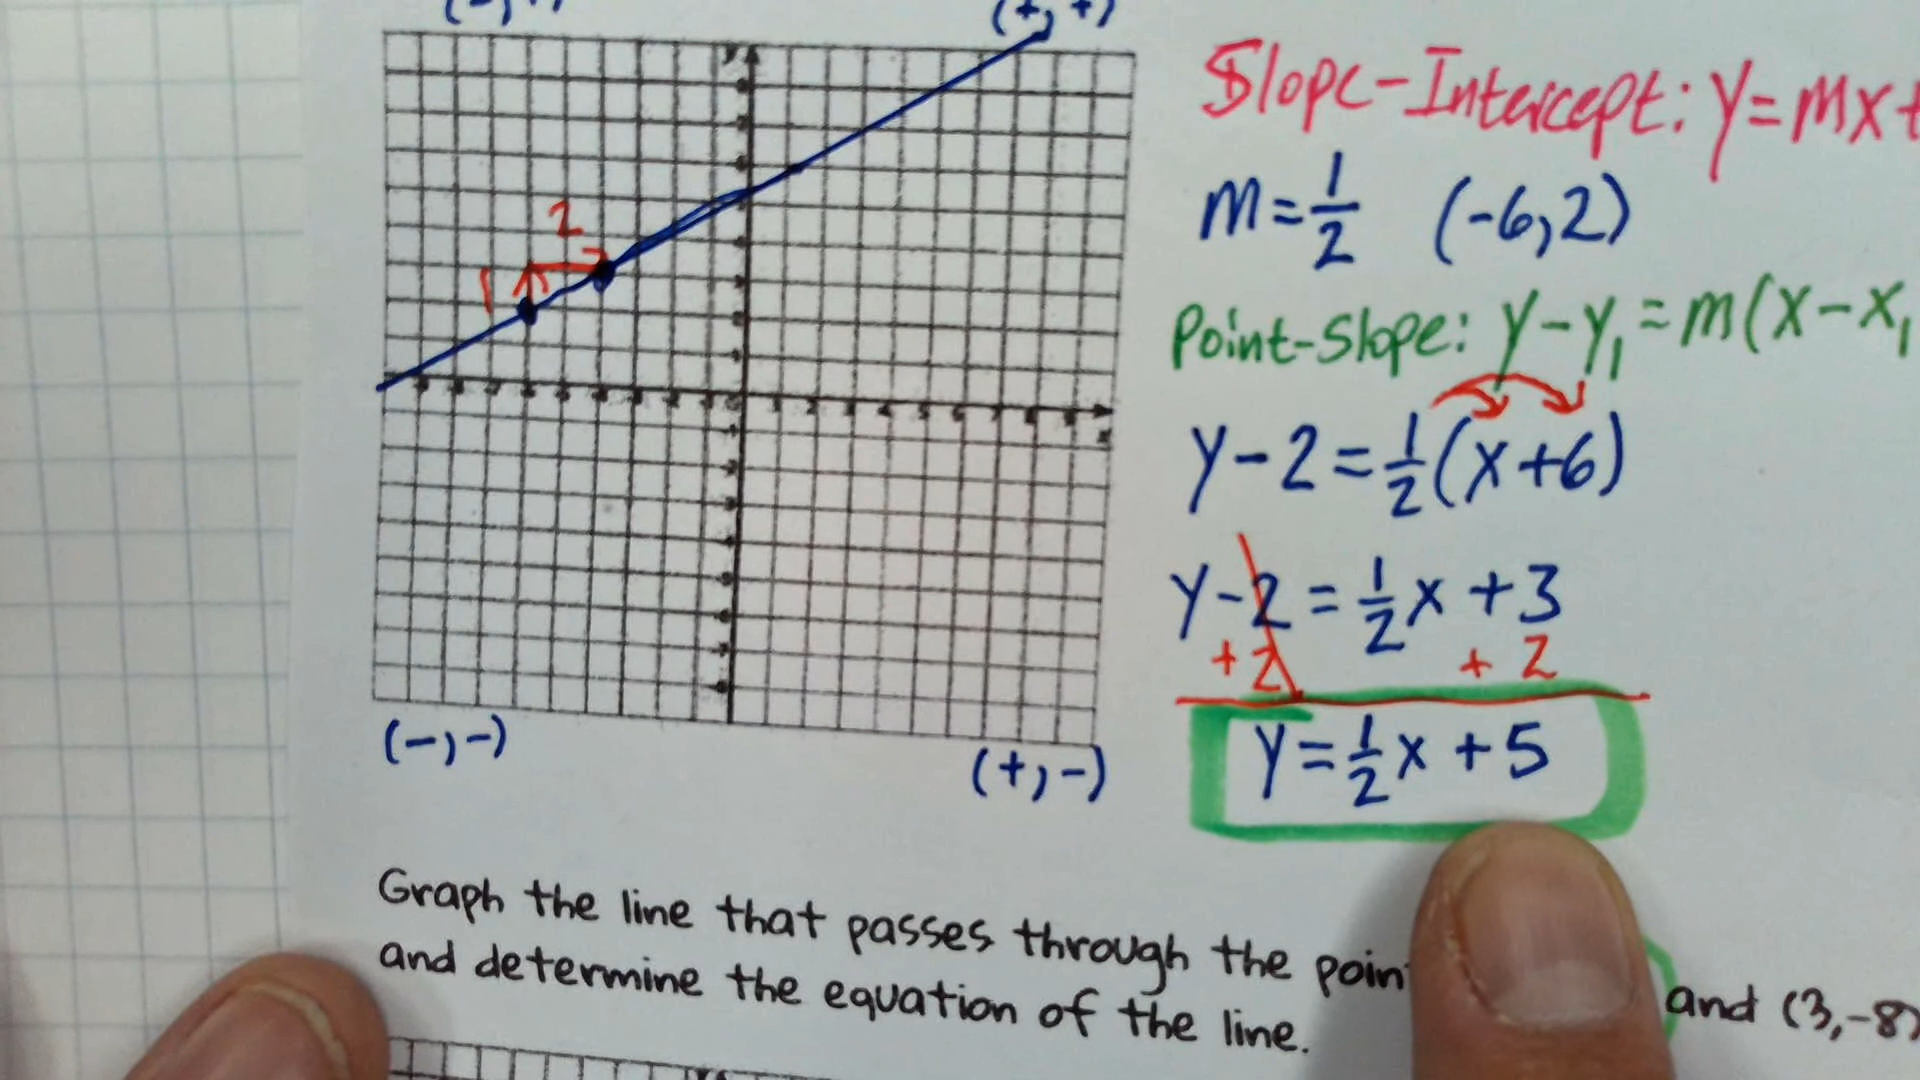 (+, +)
Slope-Intercept: y = mx +
m = 1/2 (-6, 2)
2
1
Point-Slope: y - y₁ = m(x - x₁
y - 2 = 1/2(x + 6)
y - 2 = 1/2x + 3
+ 2 + 2
y = 1/2x + 5
(-, -)
(+, -)
Graph the line that passes through the
and determine the equation of the line.
and (3, -8)